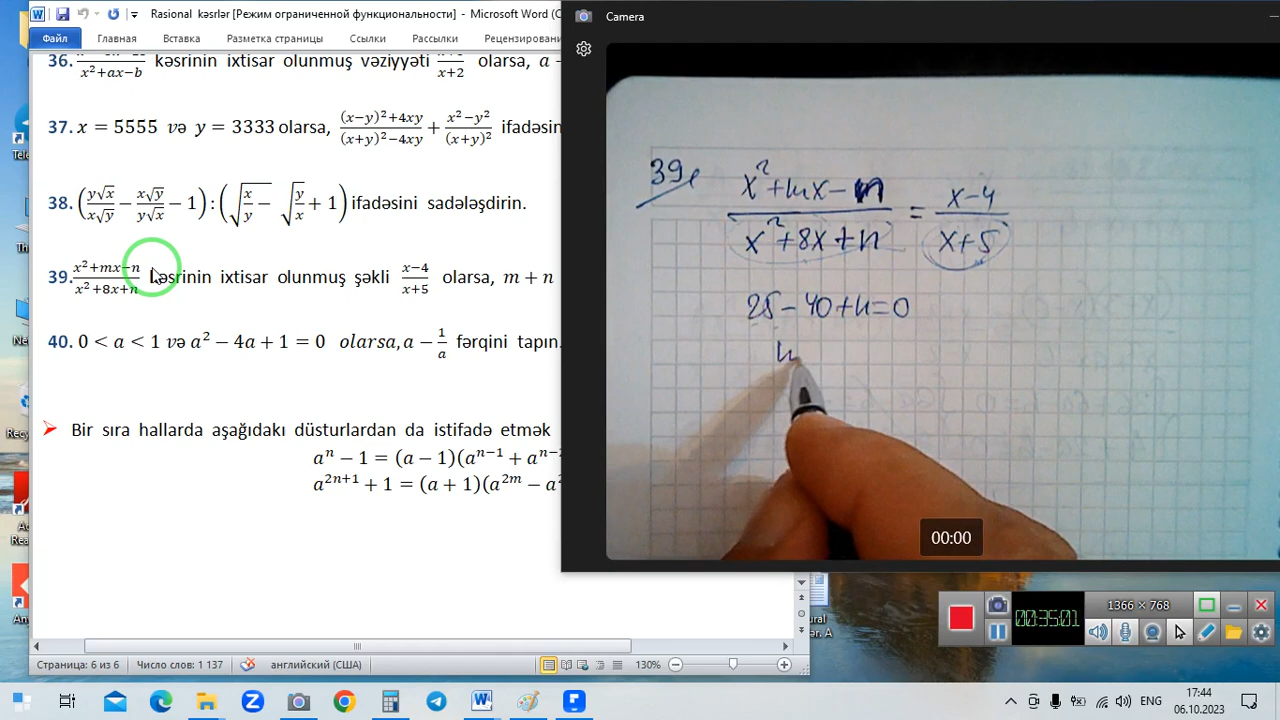 Rasional kəsrlər [Режим ограниченной функциональности] - Microsoft Word (С
Файл Главная Вставка Разметка страницы Ссылки Рассылки Рецензирован
36. x²+ax−b kəsrinin ixtisar olunmuş vəziyyəti x+2 olarsa, a −
37. x = 5555 və y = 3333 olarsa, ((x−y)²+4xy)/((x+y)²−4xy) + (x²−y²)/(x+y)² ifadəsin
38. (y√x/x√y − x√y/y√x − 1) : (√(x/y) − √(y/x) + 1) ifadəsini sadələşdirin.
39 (x²+mx−n)/(x²+8x+n) kəsrinin ixtisar olunmuş şəkli (x−4)/(x+5) olarsa, m + n
40. 0 < a < 1 və a² − 4a + 1 = 0 olarsa, a − 1/a fərqini tapın.
➢ Bir sıra hallarda aşağıdakı düsturlardan da istifadə etmək
aⁿ − 1 = (a − 1)(aⁿ⁻¹ + aⁿ⁻
a²ⁿ⁺¹ + 1 = (a + 1)(a²ᵐ − a
Страница: 6 из 6 Число слов: 1 137 английский (США) 130%
Camera
39.
(x²+mx−n)/(x²+8x+n) = (x−4)/(x+5)
25−40+n=0
n
00:00
00:35:01
1366 × 768
ENG
17:44
06.10.2023